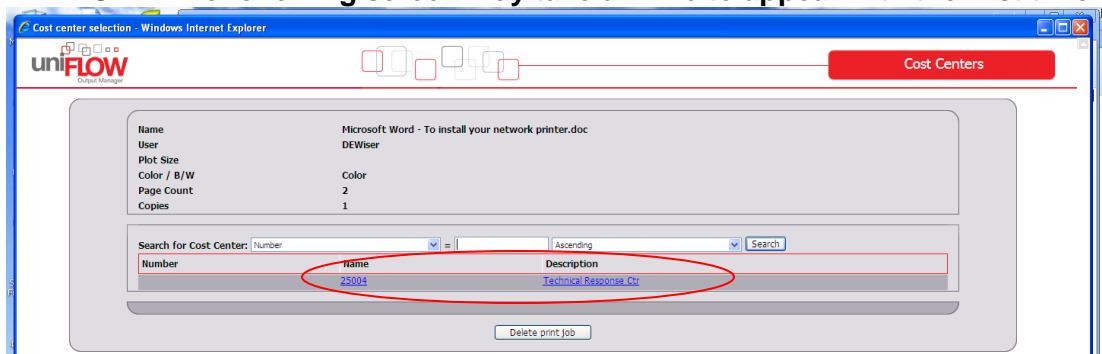 Cost center selection - Windows Internet Explorer
uniFLOW
Output Manager
Cost Centers
Name Microsoft Word - To install your network printer.doc
User DEWiser
Plot Size
Color / B/W Color
Page Count 2
Copies 1
Search for Cost Center: Number = Ascending Search
Number Name Description
25004 Technical Response Ctr
Delete print job